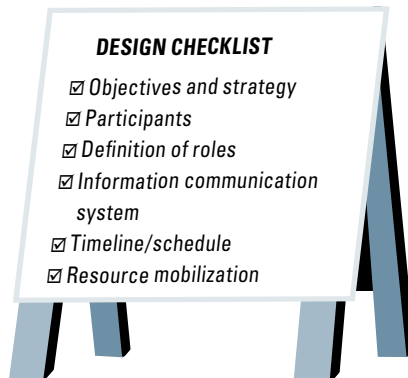 DESIGN CHECKLIST
☑ Objectives and strategy
☑ Participants
☑ Definition of roles
☑ Information communication
system
☑ Timeline/schedule
☑ Resource mobilization